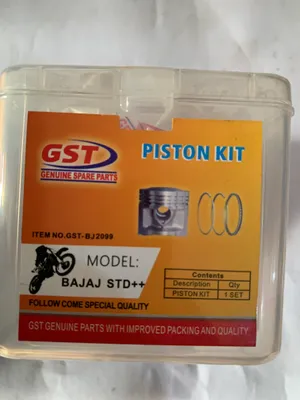 GST
GENUINE SPARE PARTS
PISTON KIT
ITEM NO.GST-BJ2099
MODEL:
BAJAJ STD++
Contents
Description Qty
PISTON KIT 1 SET
FOLLOW COME SPECIAL QUALITY
GST GENUINE PARTS WITH IMPROVED PACKING AND QUALITY